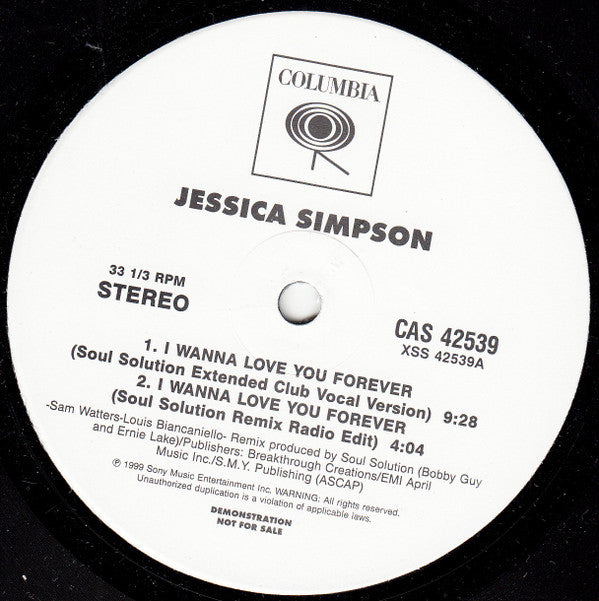 COLUMBIA
JESSICA SIMPSON
33 1/3 RPM
STEREO
CAS 42539
XSS 42539A
1. I WANNA LOVE YOU FOREVER
(Soul Solution Extended Club Vocal Version) 9:28
2. I WANNA LOVE YOU FOREVER
(Soul Solution Remix Radio Edit) 4:04
-Sam Watters-Louis Biancaniello- Remix produced by Soul Solution (Bobby Guy
and Ernie Lake)/Publishers: Breakthrough Creations/EMI April
Music Inc./S.M.Y. Publishing (ASCAP)
℗ 1999 Sony Music Entertainment Inc. WARNING: All rights reserved.
Unauthorized duplication is a violation of applicable laws.
DEMONSTRATION
NOT FOR SALE